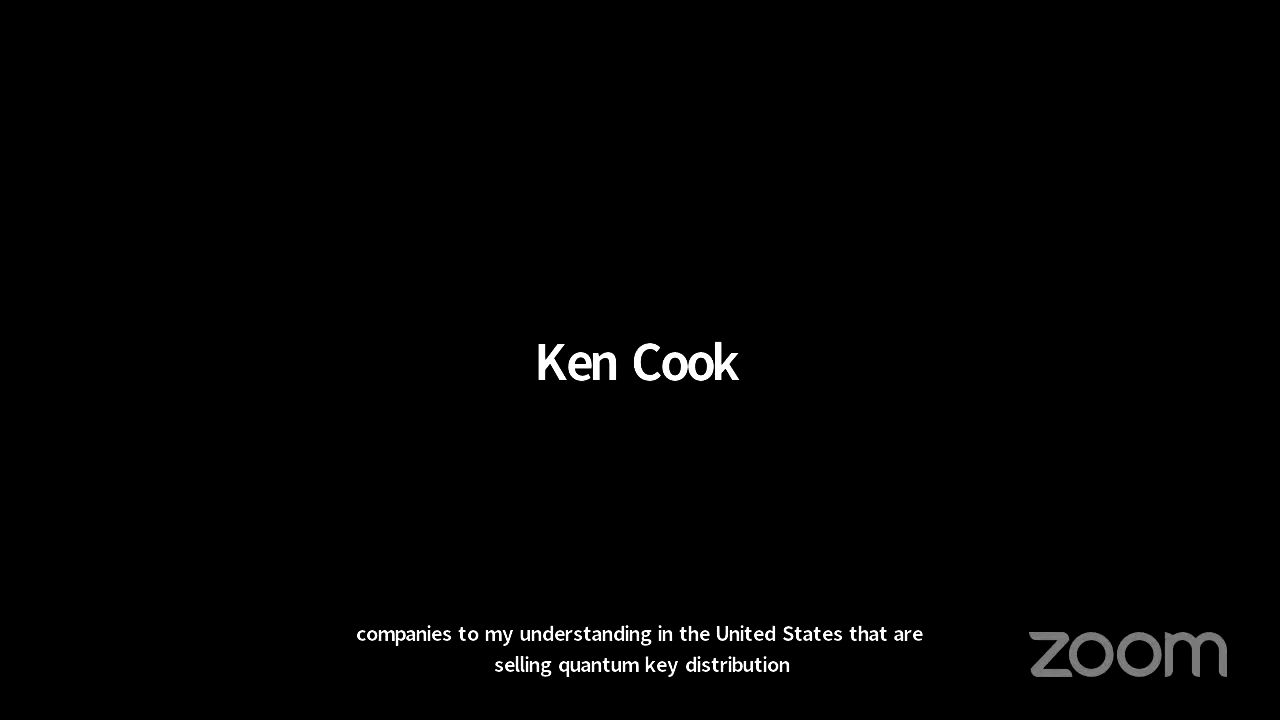 Ken Cook
companies to my understanding in the United States that are
selling quantum key distribution
zoom